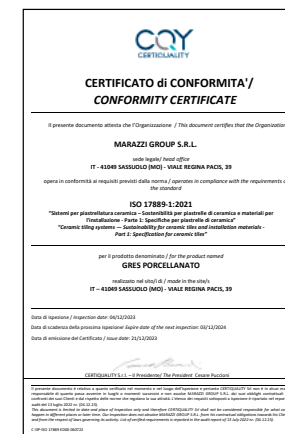 CQY
CERTIQUALITY
CERTIFICATO di CONFORMITA'/
CONFORMITY CERTIFICATE
Il presente documento attesta che l'Organizzazione / This document certifies that the Organization
MARAZZI GROUP S.R.L.
sede legale/ head office
IT - 41049 SASSUOLO (MO) - VIALE REGINA PACIS, 39
opera in conformità ai requisiti previsti dalla norma / operates in compliance with the requirements o
the standard
ISO 17889-1:2021
"Sistemi per piastrellatura ceramica – Sostenibilità per piastrelle di ceramica e materiali per
l'installazione - Parte 1: Specifiche per piastrelle di ceramica"
"Ceramic tiling systems — Sustainability for ceramic tiles and installation materials -
Part 1: Specification for ceramic tiles"
per il prodotto denominato / for the product named
GRES PORCELLANATO
realizzato nel sito/i di / made in the site/s
IT – 41049 SASSUOLO (MO) - VIALE REGINA PACIS, 39
Data di ispezione / Inspection date: 04/12/2023
Data di scadenza della prossima ispezione/ Expire date of the next inspection: 03/12/2024
Data di emissione del Certificato / Issue date: 21/12/2023
CERTIQUALITY S.r.l. – Il Presidente/ The President Cesare Puccioni